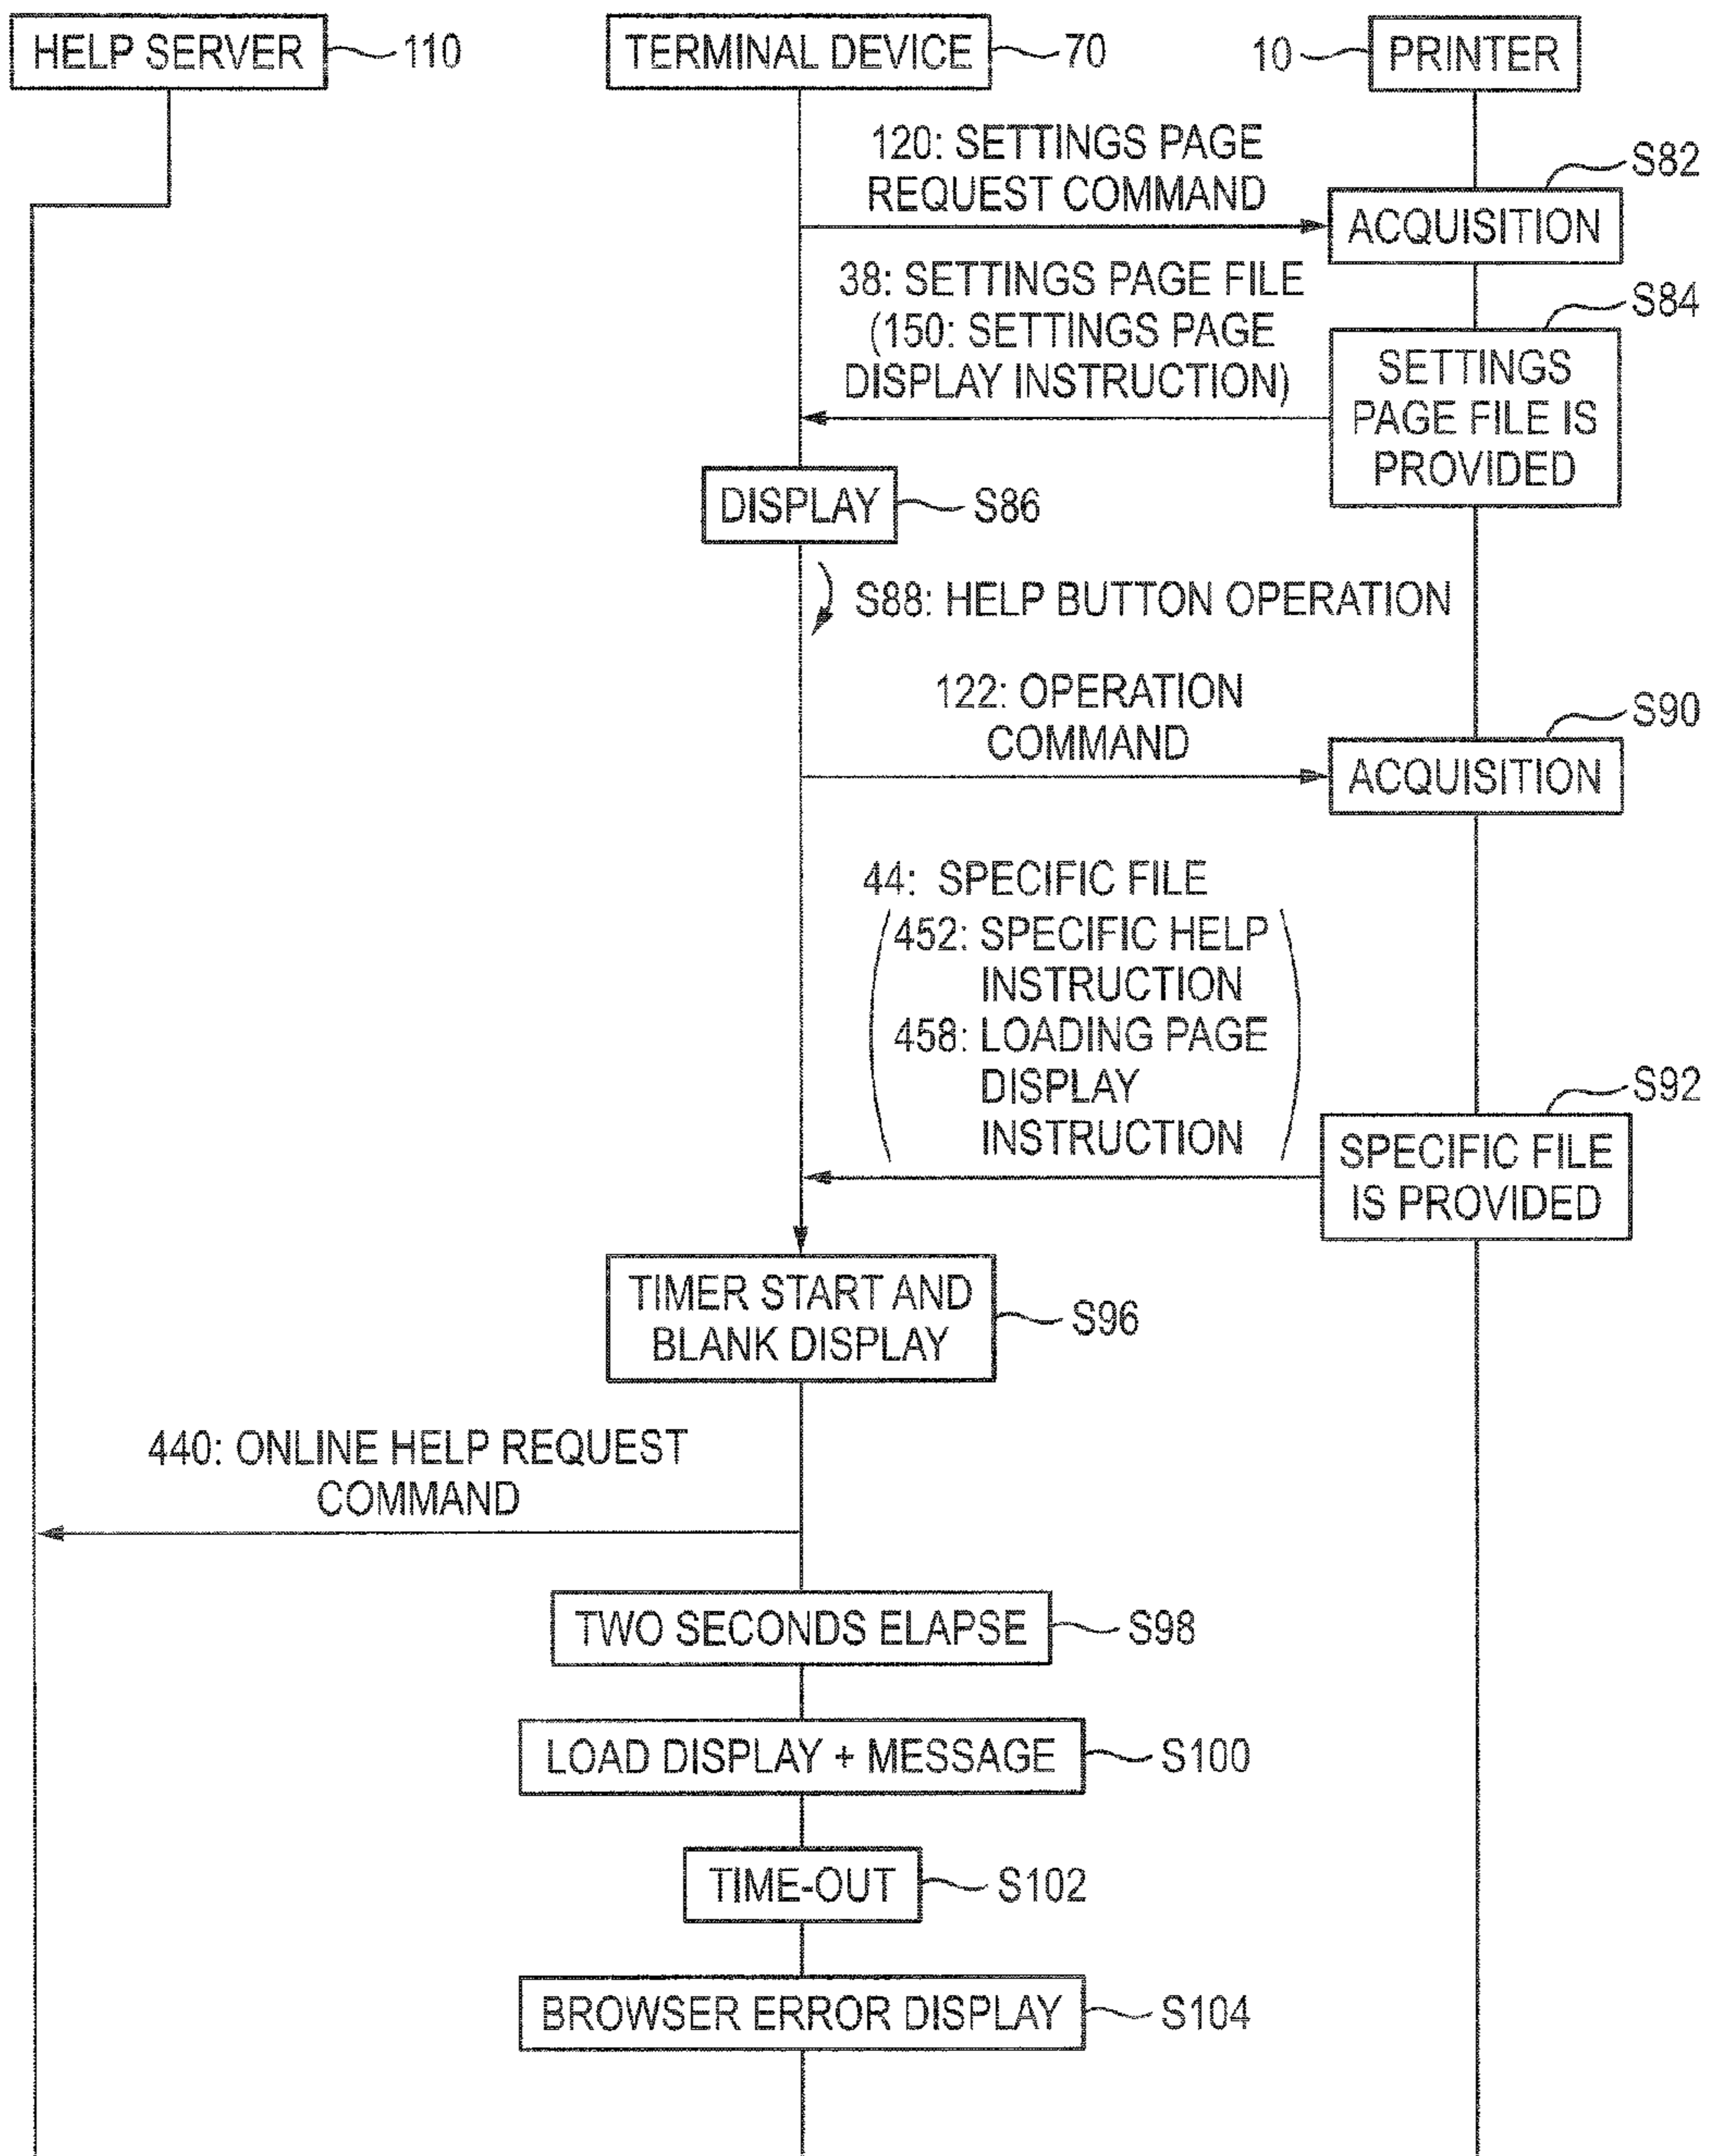 HELP SERVER 110
TERMINAL DEVICE 70
10 PRINTER
120: SETTINGS PAGE
REQUEST COMMAND
S82
ACQUISITION
38: SETTINGS PAGE FILE
(150: SETTINGS PAGE
DISPLAY INSTRUCTION)
S84
SETTINGS
PAGE FILE IS
PROVIDED
DISPLAY S86
S88: HELP BUTTON OPERATION
122: OPERATION
COMMAND
S90
ACQUISITION
44: SPECIFIC FILE
(452: SPECIFIC HELP
INSTRUCTION
458: LOADING PAGE
DISPLAY
INSTRUCTION)
S92
SPECIFIC FILE
IS PROVIDED
TIMER START AND
BLANK DISPLAY
S96
440: ONLINE HELP REQUEST
COMMAND
TWO SECONDS ELAPSE S98
LOAD DISPLAY + MESSAGE S100
TIME-OUT S102
BROWSER ERROR DISPLAY S104